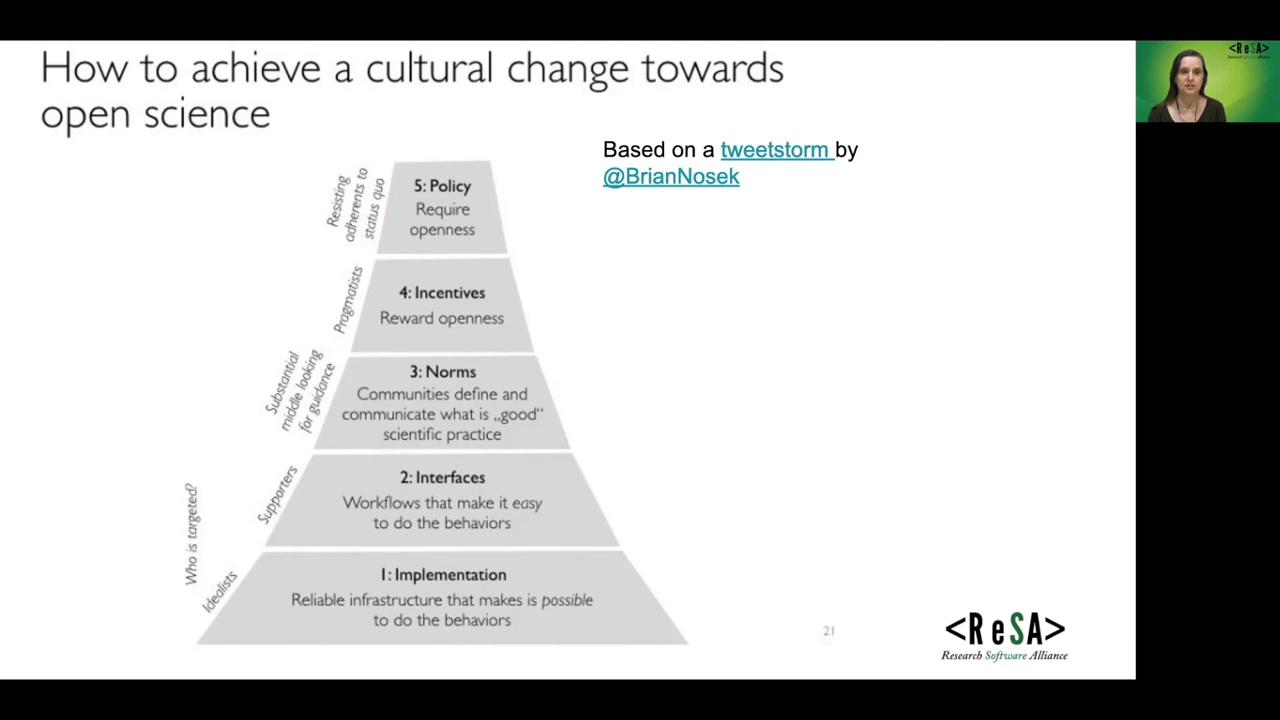 How to achieve a cultural change towards
open science
Based on a tweetstorm by
@BrianNosek
Resisting
adherents to
status quo
5: Policy
Require
openness
Pragmatists
4: Incentives
Reward openness
Substantial
middle looking
for guidance
3: Norms
Communities define and
communicate what is „good“
scientific practice
Supporters
2: Interfaces
Workflows that make it easy
to do the behaviors
Who is targeted?
Idealists
1: Implementation
Reliable infrastructure that makes is possible
to do the behaviors
21
<ReSA>
Research Software Alliance
<ReSA>
Research Software Alliance